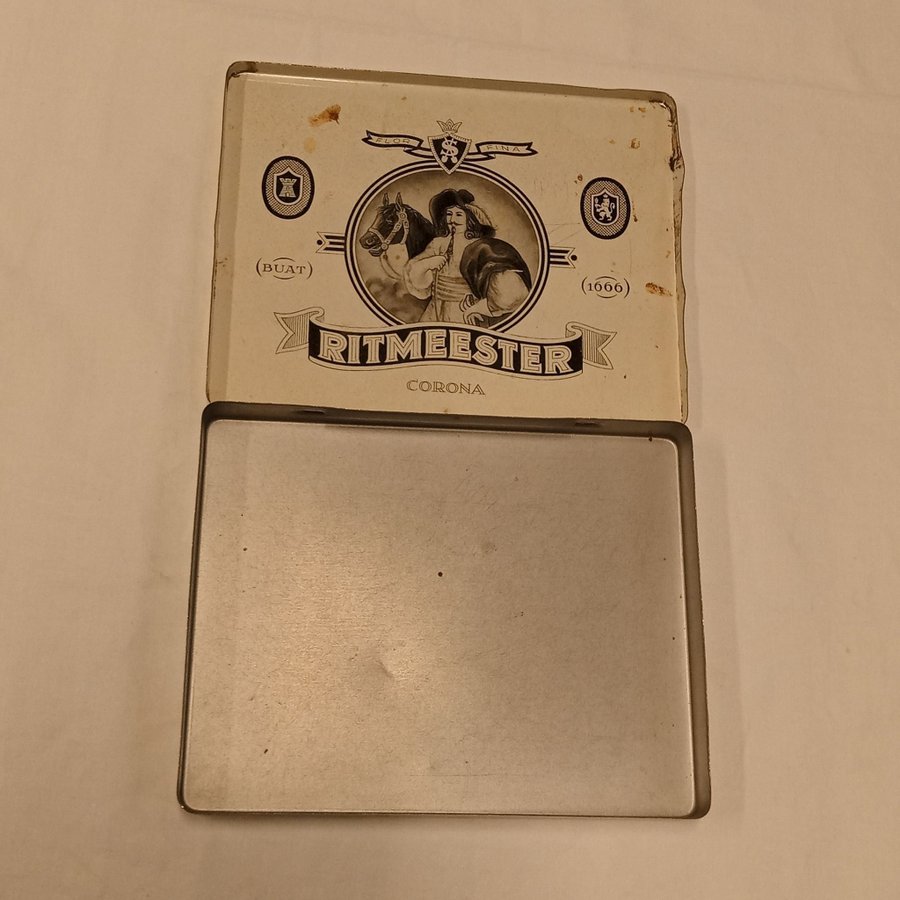 FLOR FINA
(BUAT)
(1666)
RITMEESTER
CORONA